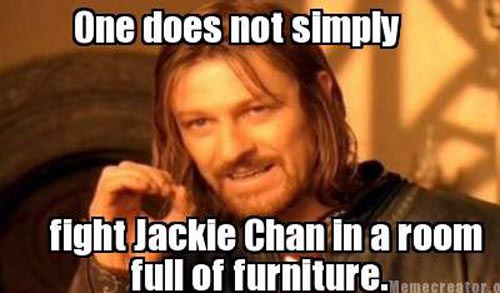 One does not simply
fight Jackie Chan in a room
full of furniture.
Memecreator.